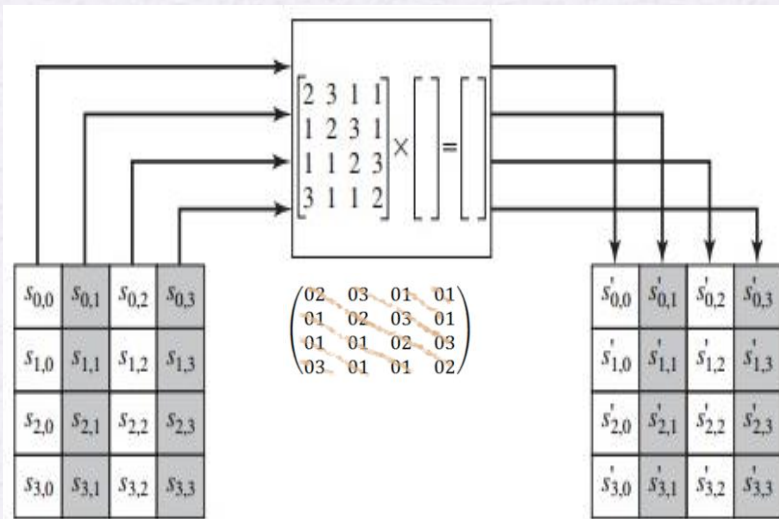 2 3 1 1
1 2 3 1
1 1 2 3
3 1 1 2
× =
02 03 01 01
01 02 03 01
01 01 02 03
03 01 01 02
s0,0 s0,1 s0,2 s0,3
s1,0 s1,1 s1,2 s1,3
s2,0 s2,1 s2,2 s2,3
s3,0 s3,1 s3,2 s3,3
s'0,0 s'0,1 s'0,2 s'0,3
s'1,0 s'1,1 s'1,2 s'1,3
s'2,0 s'2,1 s'2,2 s'2,3
s'3,0 s'3,1 s'3,2 s'3,3